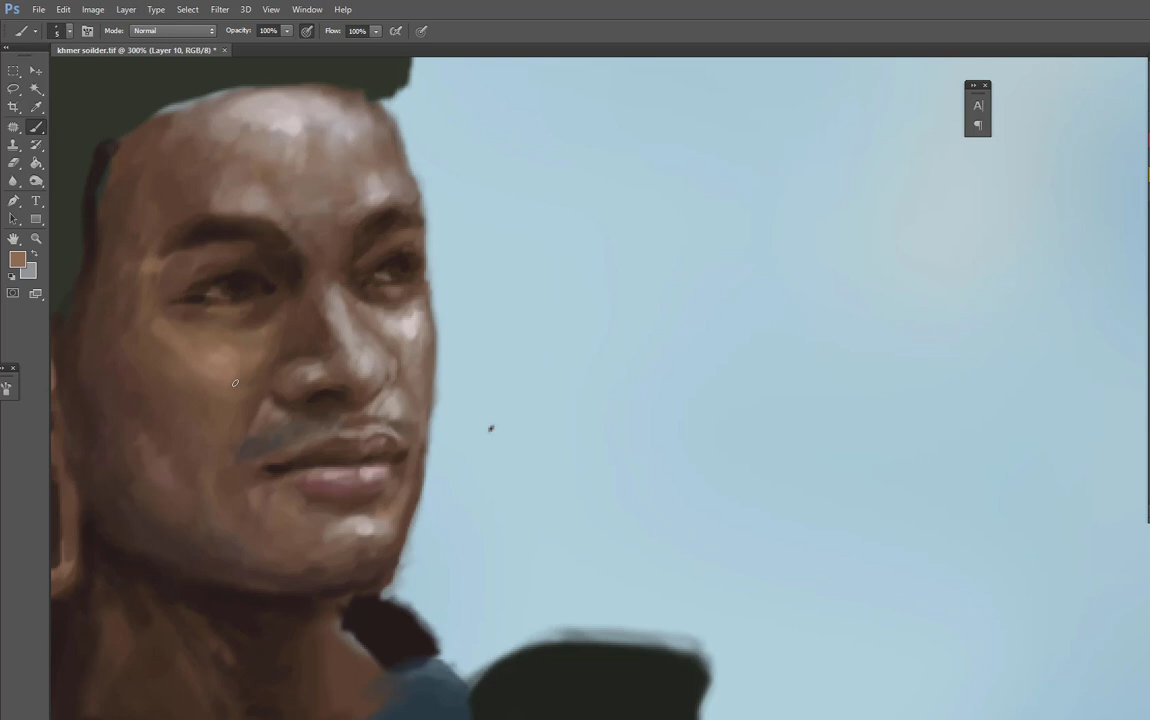 Ps File Edit Image Layer Type Select Filter 3D View Window Help
5 Mode: Normal Opacity: 100% Flow: 100%
khmer soilder.tif @ 300% (Layer 10, RGB/8) *